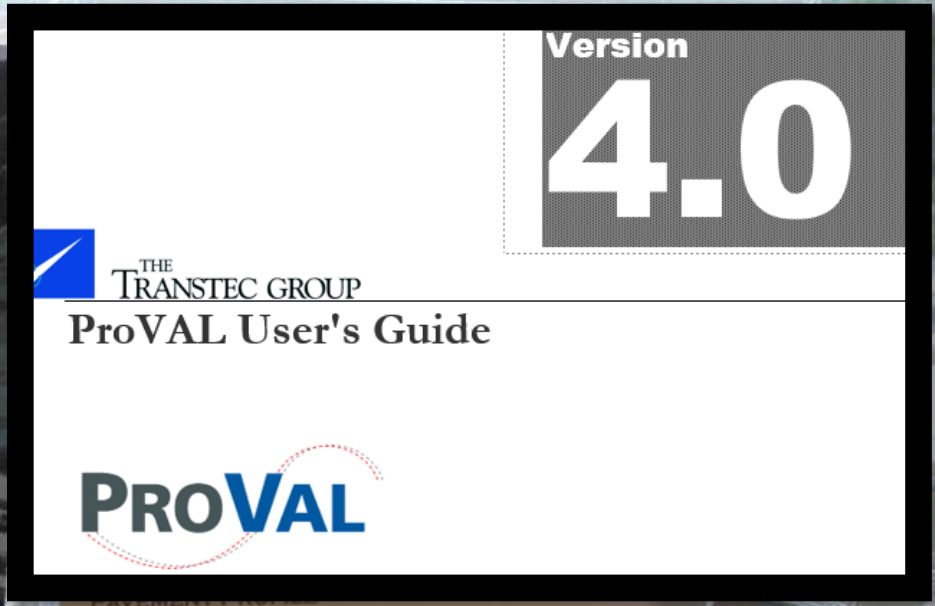 Version
4.0
THE
TRANSTEC GROUP
ProVAL User's Guide
PROVAL